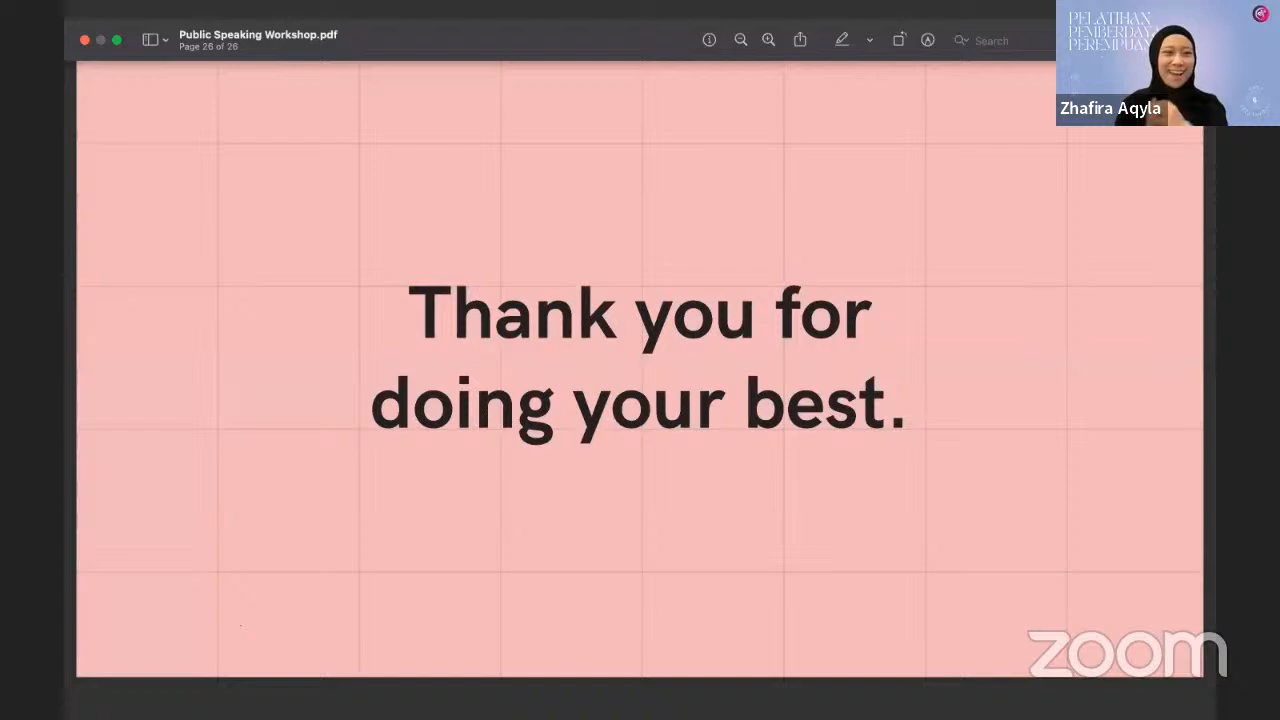 Public Speaking Workshop.pdf
Page 26 of 26
Search
PELATIHAN
PEMBERDAYA
PEREMPUAN
Zhafira Aqyla
Thank you for
doing your best.
zoom